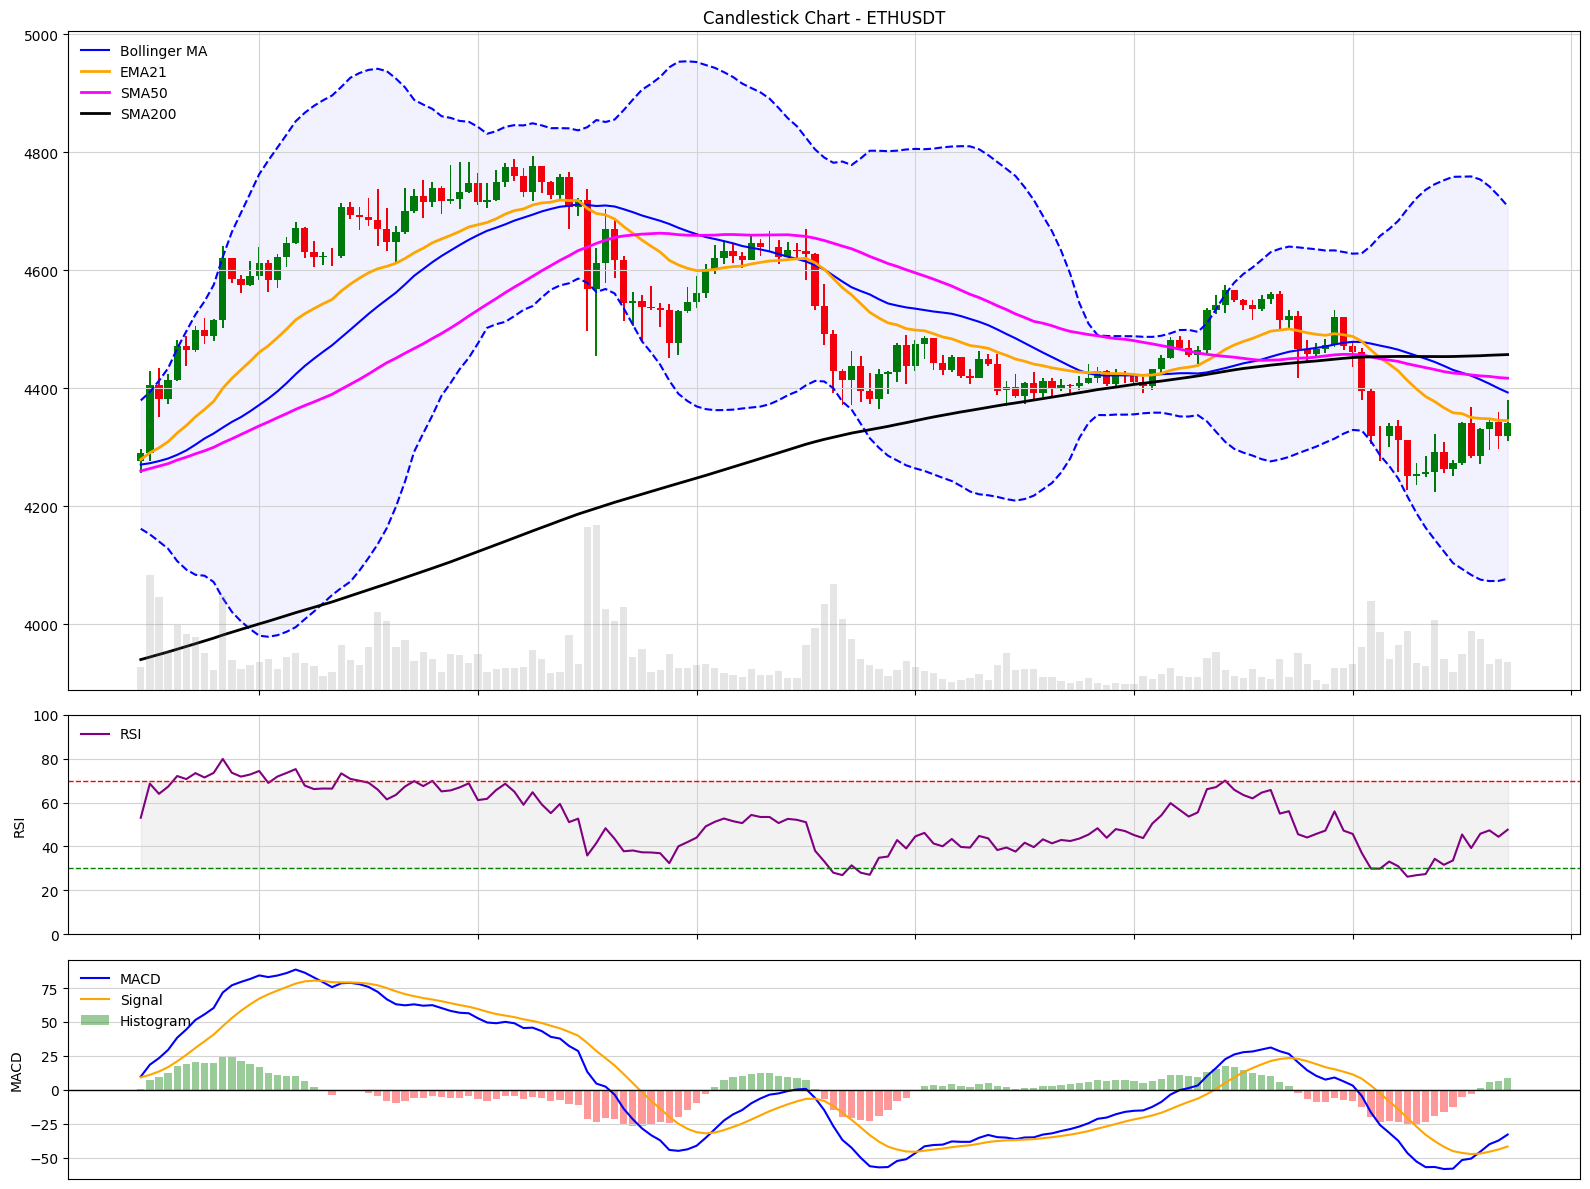 Candlestick Chart - ETHUSDT
5000
4800
4600
4400
4200
4000
Bollinger MA
EMA21
SMA50
SMA200
100
80
60
40
20
0
RSI
RSI
75
50
25
0
−25
−50
MACD
MACD
Signal
Histogram